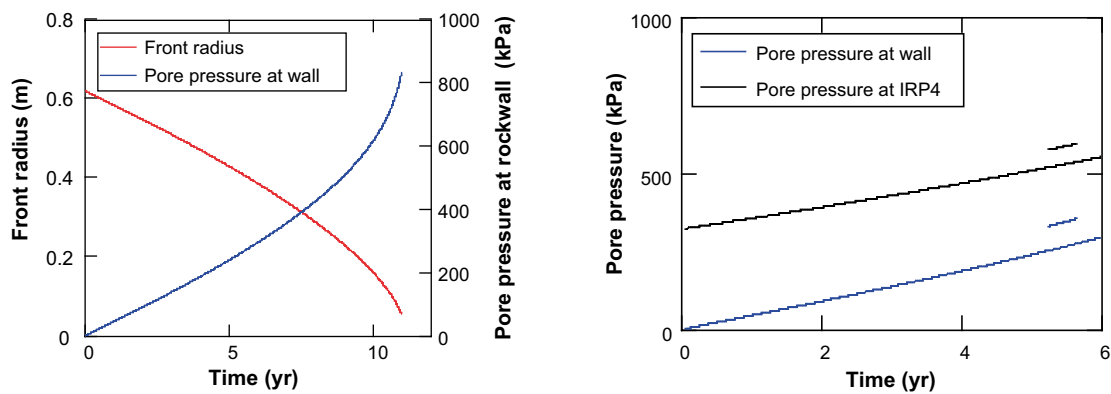 0.8
0.6
0.4
0.2
0
Front radius (m)
Front radius
Pore pressure at wall
0
5
10
Time (yr)
1000
800
600
400
200
0
Pore pressure at rockwall (kPa)
1000
500
0
Pore pressure (kPa)
Pore pressure at wall
Pore pressure at IRP4
0
2
4
6
Time (yr)